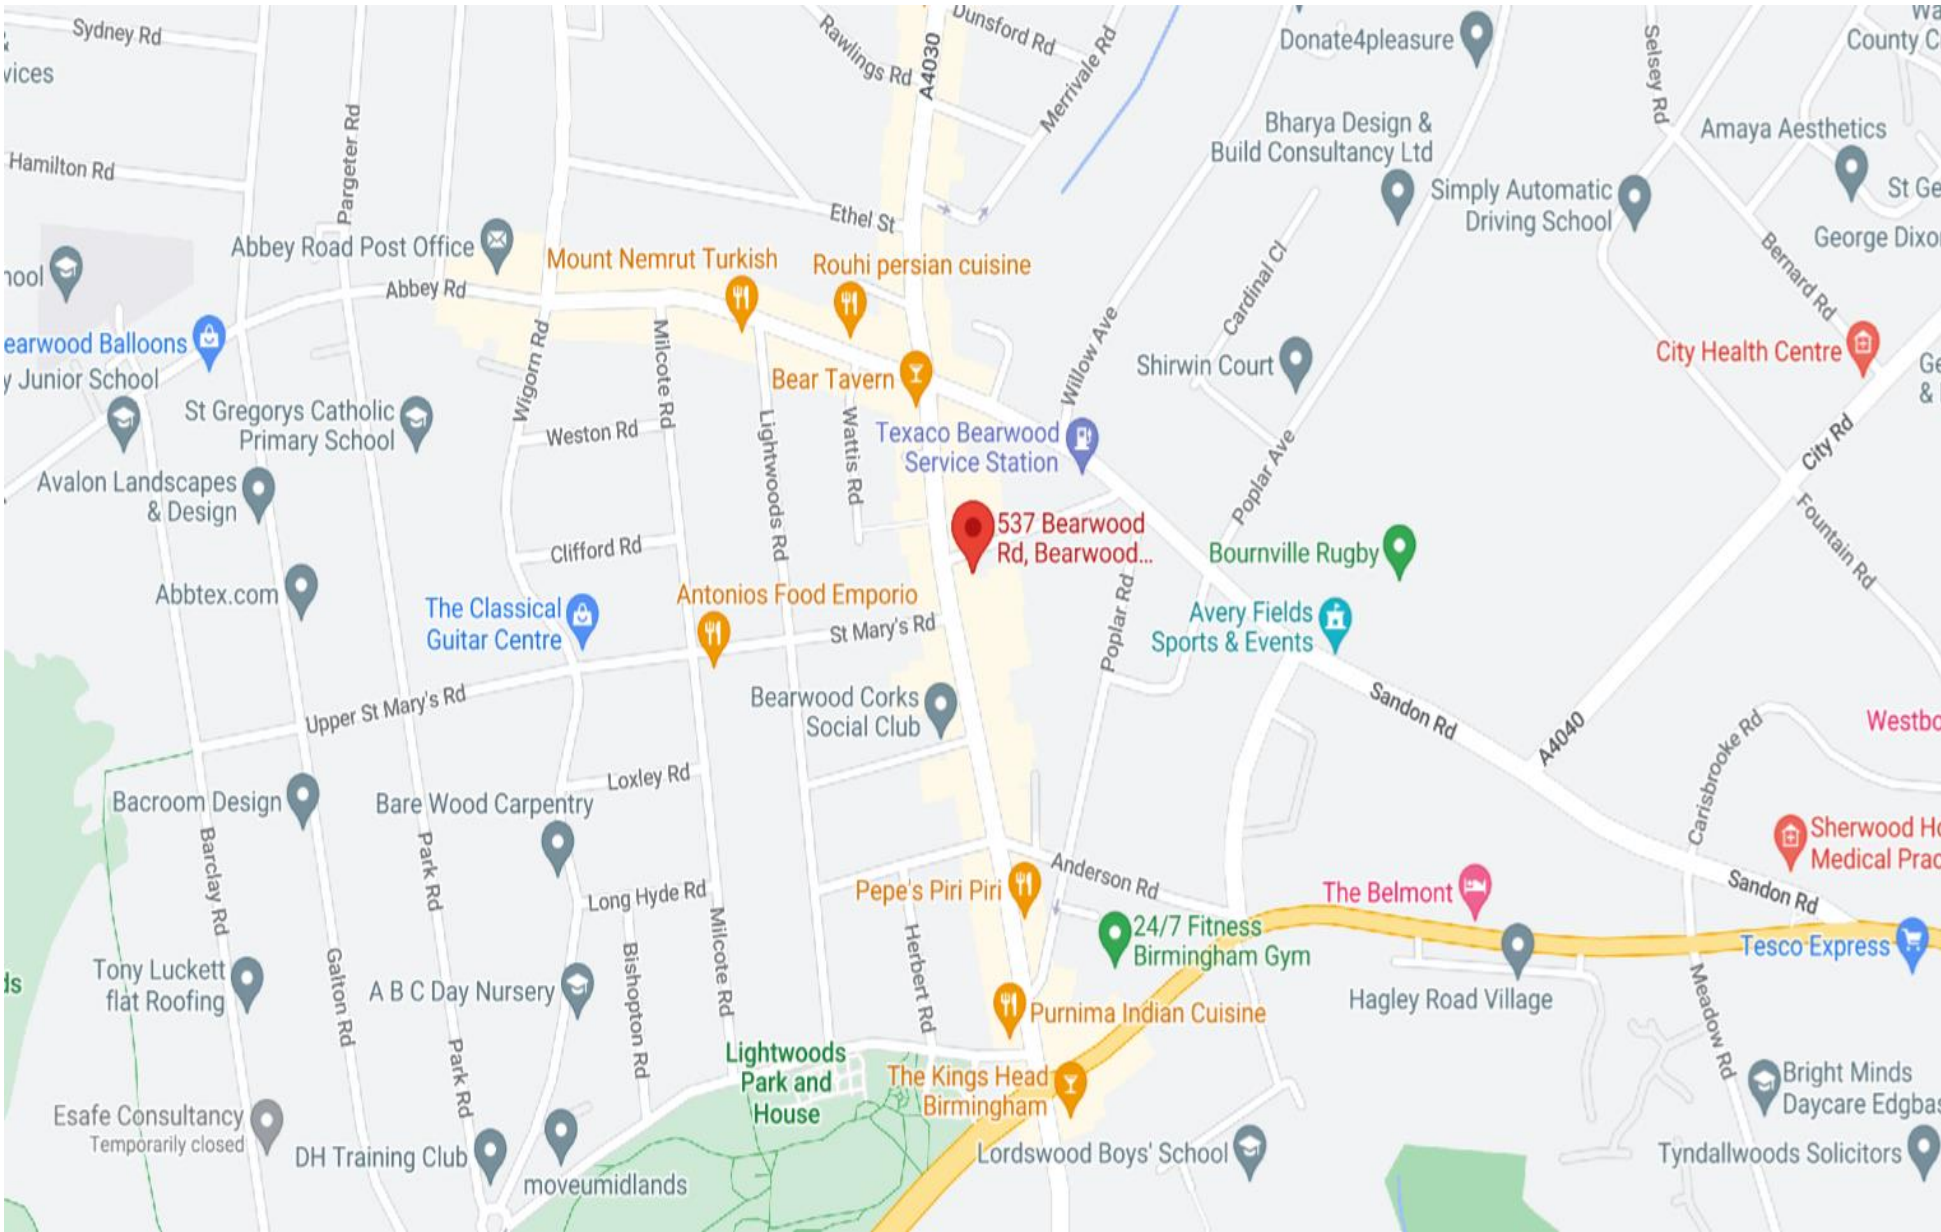 Sydney Rd
vices
Rawlings Rd
A4030
Dunsford Rd
Merrivale Rd
Donate4pleasure
Selsey Rd
County C
Hamilton Rd
Pargeter Rd
Bharya Design &
Build Consultancy Ltd
Amaya Aesthetics
Simply Automatic
Driving School
St Ge
George Dixo
Ethel St
Abbey Road Post Office
Mount Nemrut Turkish
Rouhi persian cuisine
Abbey Rd
Cardinal Cl
Bernard Rd
hool
earwood Balloons
y Junior School
Wigorn Rd
Milcote Rd
Bear Tavern
Willow Ave
Shirwin Court
City Health Centre
Ge
St Gregorys Catholic
Primary School
Weston Rd
Lightwoods Rd
Wattis Rd
Texaco Bearwood
Service Station
Poplar Ave
City Rd
Avalon Landscapes
& Design
Clifford Rd
537 Bearwood
Rd, Bearwood...
Bournville Rugby
Fountain Rd
Abbtex.com
The Classical
Guitar Centre
Antonios Food Emporio
St Mary's Rd
Poplar Rd
Avery Fields
Sports & Events
Upper St Mary's Rd
Bearwood Corks
Social Club
Sandon Rd
A4040
Carisbrooke Rd
Westbo
Loxley Rd
Bacroom Design
Bare Wood Carpentry
Barclay Rd
Park Rd
Sherwood Ho
Medical Prac
Anderson Rd
Long Hyde Rd
Pepe's Piri Piri
The Belmont
Sandon Rd
Milcote Rd
Herbert Rd
24/7 Fitness
Birmingham Gym
Tesco Express
Tony Luckett
flat Roofing
Galton Rd
A B C Day Nursery
Bishopton Rd
Purnima Indian Cuisine
Hagley Road Village
Meadow Rd
ds
Park Rd
Lightwoods
Park and
House
The Kings Head
Birmingham
Bright Minds
Daycare Edgbas
Esafe Consultancy
Temporarily closed
DH Training Club
moveumidlands
Lordswood Boys' School
Tyndallwoods Solicitors